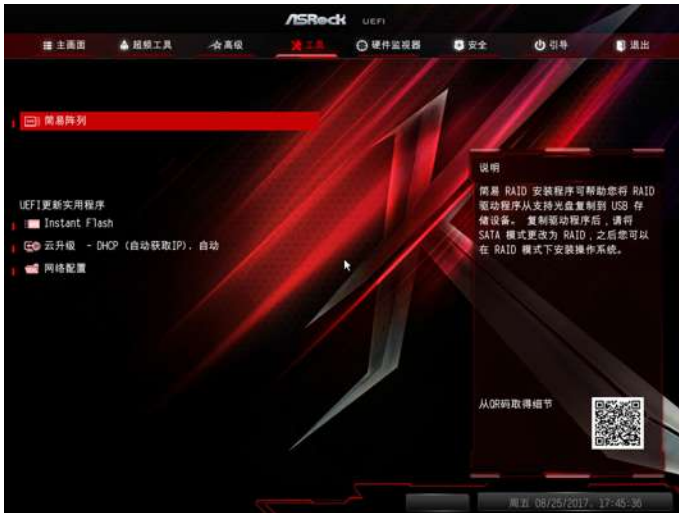 ASRock UEFI
主画面 超频工具 高级 工具 硬件监视器 安全 引导 退出
简易阵列
UEFI更新实用程序
Instant Flash
云升级 - DHCP (自动获取IP), 自动
网络配置
说明
简易 RAID 安装程序可帮助您将 RAID
驱动程序从支持光盘复制到 USB 存
储设备。 复制驱动程序后，请将
SATA 模式更改为 RAID，之后您可以
在 RAID 模式下安装操作系统。
从QR码取得细节
周五 08/25/2017, 17:45:36